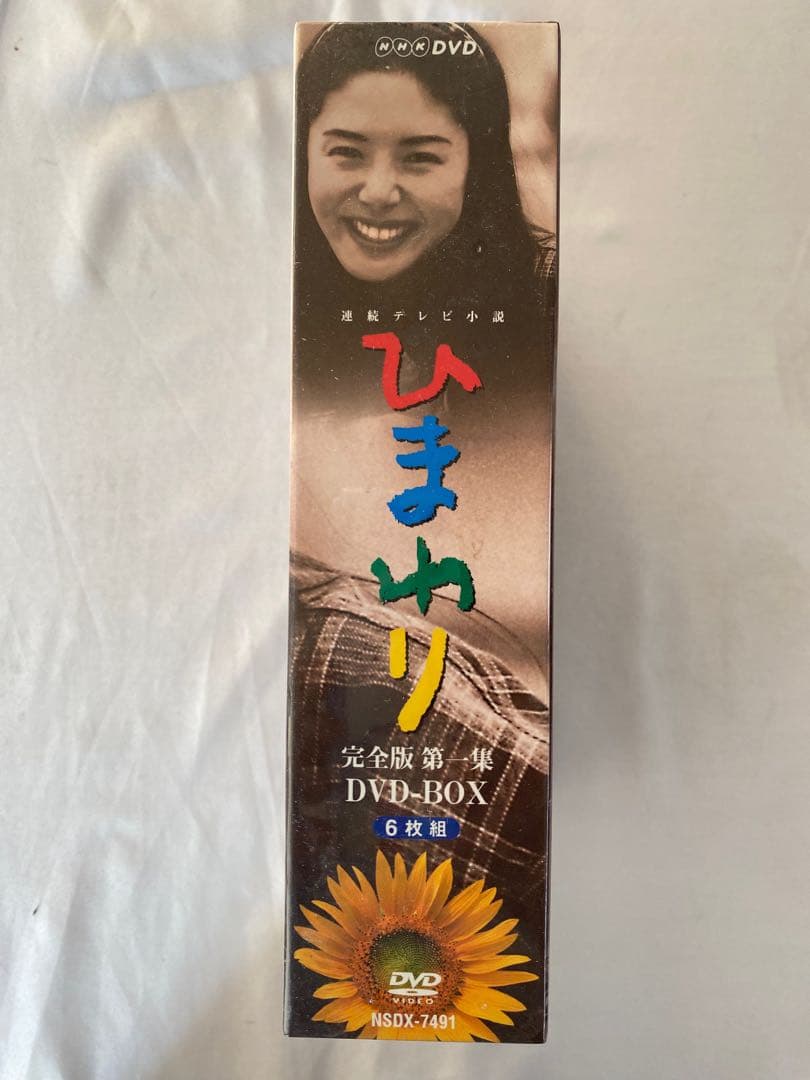 NHK DVD
連続テレビ小説
ひまわり
完全版 第一集
DVD-BOX
6枚組
DVD
VIDEO
NSDX-7491